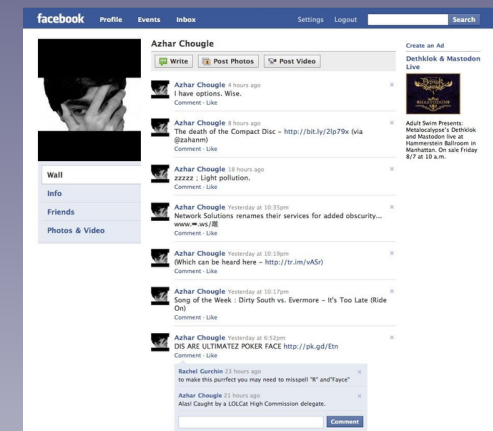 facebook Profile Events Inbox Settings Logout Search
Azhar Chougle
Write Post Photos Post Video
Azhar Chougle 4 hours ago
I have options. Wise.
Comment · Like
Azhar Chougle 8 hours ago
The death of the Compact Disc – http://bit.ly/2lp79x (via
@zahanm)
Comment · Like
Azhar Chougle 18 hours ago
zzzzz ; Light pollution.
Comment · Like
Azhar Chougle Yesterday at 10:35pm
Network Solutions renames their services for added obscurity...
Comment · Like
Azhar Chougle Yesterday at 10:19pm
(Which can be heard here – http://tr.im/vASr)
Comment · Like
Azhar Chougle Yesterday at 10:17pm
Song of the Week : Dirty South vs. Evermore – It's Too Late (Ride
On)
Comment · Like
Azhar Chougle Yesterday at 6:52pm
DIS ARE ULTIMATEZ POKER FACE http://pk.gd/Etn
Comment · Like
Rachel Gurchin 23 hours ago
to make this purrfect you may need to misspell "R" and"Fayce"
Azhar Chougle 21 hours ago
Alas! Caught by a LOLCat High Commission delegate.
Comment
Wall
Info
Friends
Photos & Video
Create an Ad
Dethklok & Mastodon
Live
MASTODON
Adult Swim Presents:
Metalocalypse's Dethklok
and Mastodon live at
Hammerstein Ballroom in
Manhattan. On sale Friday
8/7 at 10 a.m.